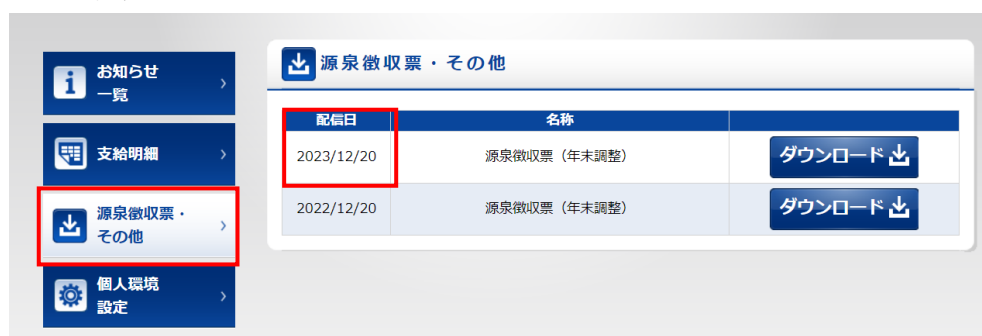 お知らせ
一覧
支給明細
源泉徴収票・
その他
個人環境
設定
源泉徴収票・その他
配信日 名称
2023/12/20 源泉徴収票（年末調整） ダウンロード
2022/12/20 源泉徴収票（年末調整） ダウンロード